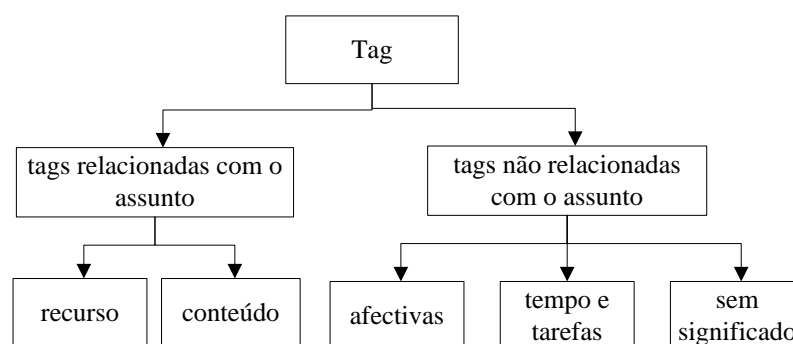 Tag
tags relacionadas com o
assunto
tags não relacionadas
com o assunto
recurso
conteúdo
afectivas
tempo e
tarefas
sem
significado